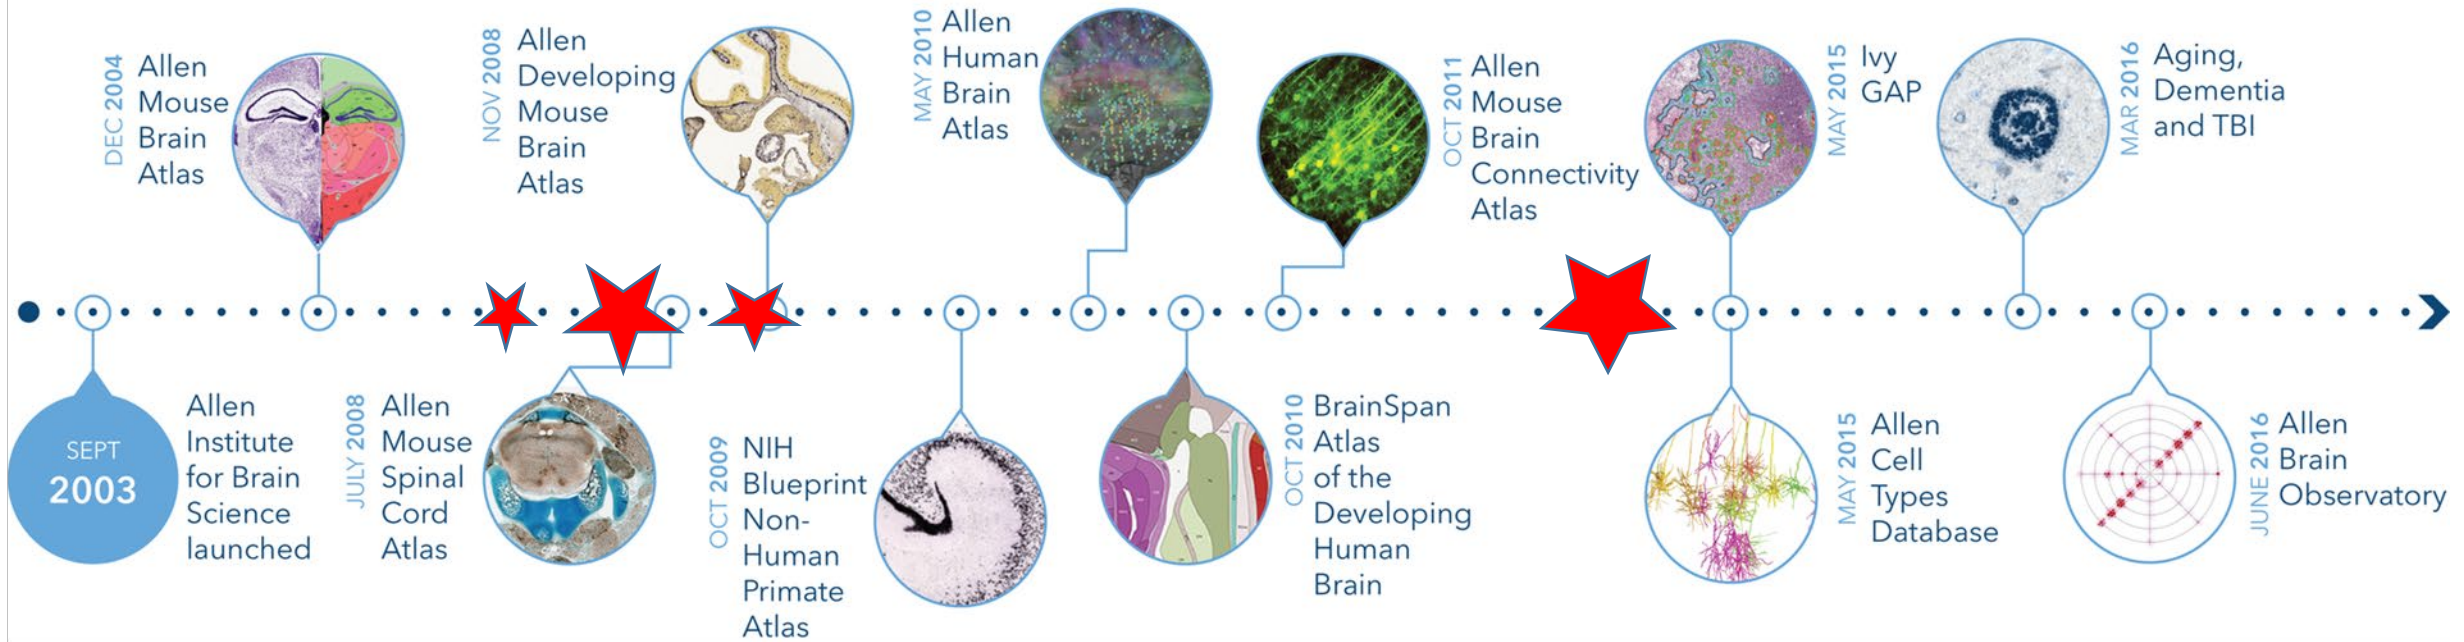 DEC 2004
Allen
Mouse
Brain
Atlas
NOV 2008
Allen
Developing
Mouse
Brain
Atlas
MAY 2010
Allen
Human
Brain
Atlas
OCT 2011
Allen
Mouse
Brain
Connectivity
Atlas
MAY 2015
Ivy
GAP
MAR 2016
Aging,
Dementia
and TBI
SEPT
2003
Allen
Institute
for Brain
Science
launched
JULY 2008
Allen
Mouse
Spinal
Cord
Atlas
OCT 2009
NIH
Blueprint
Non-
Human
Primate
Atlas
OCT 2010
BrainSpan
Atlas
of the
Developing
Human
Brain
MAY 2015
Allen
Cell
Types
Database
JUNE 2016
Allen
Brain
Observatory